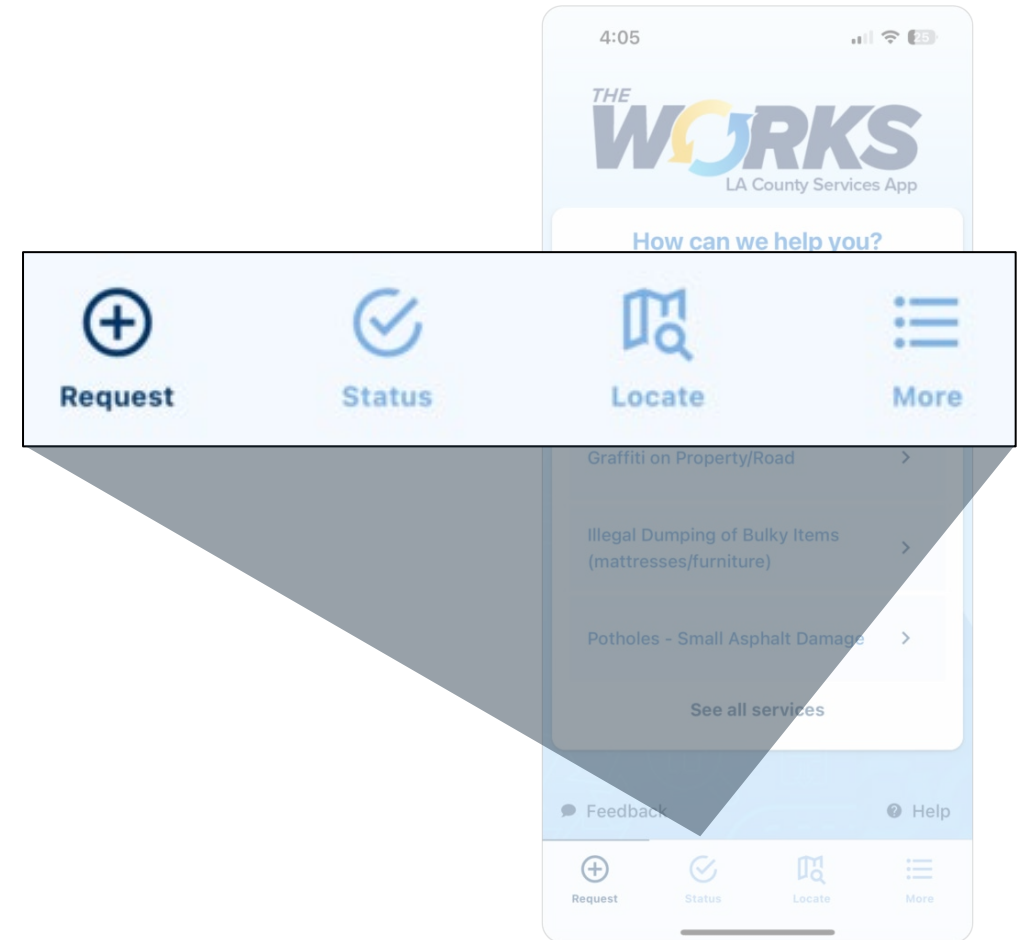 4:05
25
THE
WORKS
LA County Services App
How can we help you?
Request Status Locate More
Graffiti on Property/Road
Illegal Dumping of Bulky Items
(mattresses/furniture)
Potholes - Small Asphalt Damage
See all services
Feedback Help
Request Status Locate More